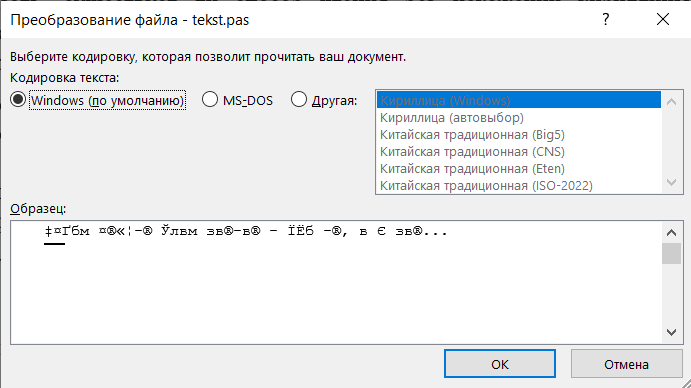 Преобразование файла - tekst.pas
Выберите кодировку, которая позволит прочитать ваш документ.
Кодировка текста:
Windows (по умолчанию) MS-DOS Другая:
Кириллица (Windows)
Кириллица (автовыбор)
Китайская традиционная (Big5)
Китайская традиционная (CNS)
Китайская традиционная (Eten)
Китайская традиционная (ISO-2022)
Образец:
‡¤Ґбм ¤®«¦-® Ўлвм зв®-в® - ЇЁб -®, в Є зв®...
ОК Отмена